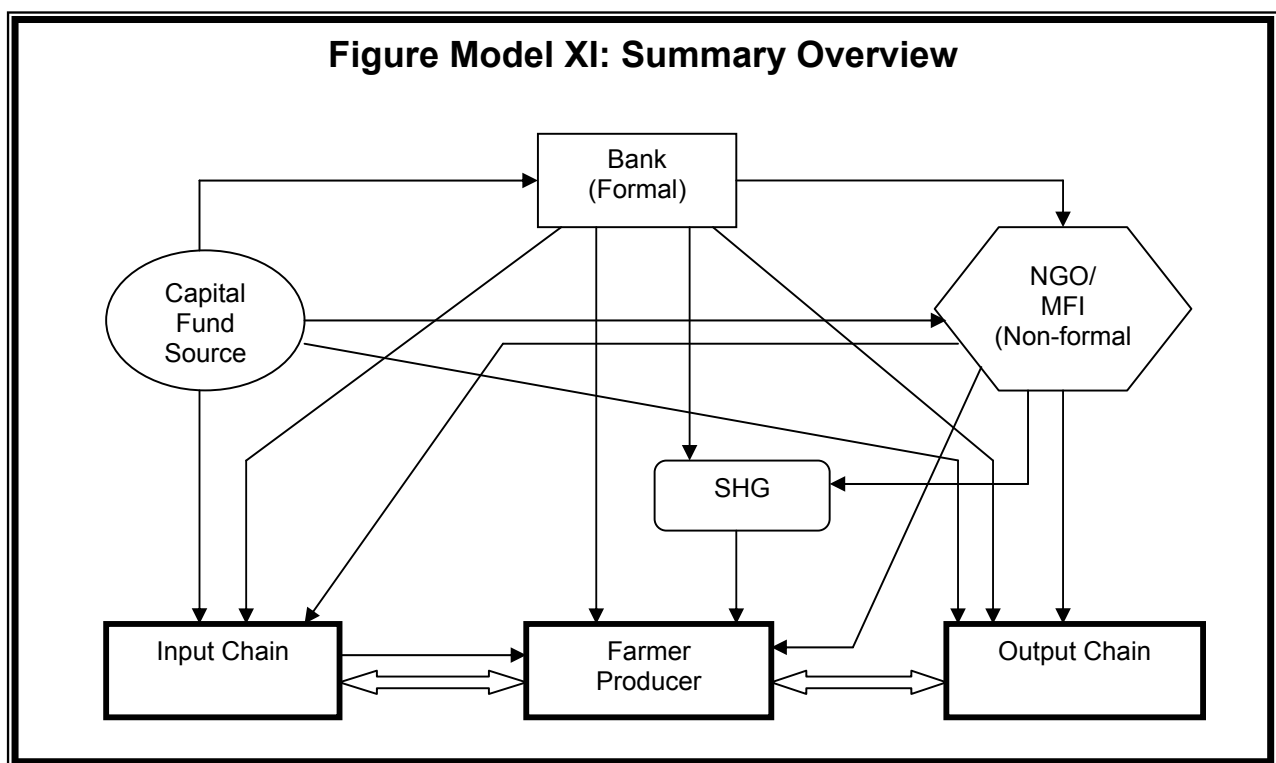 Figure Model XI: Summary Overview
Bank
(Formal)
Capital
Fund
Source
NGO/
MFI
(Non-formal
SHG
Input Chain
Farmer
Producer
Output Chain